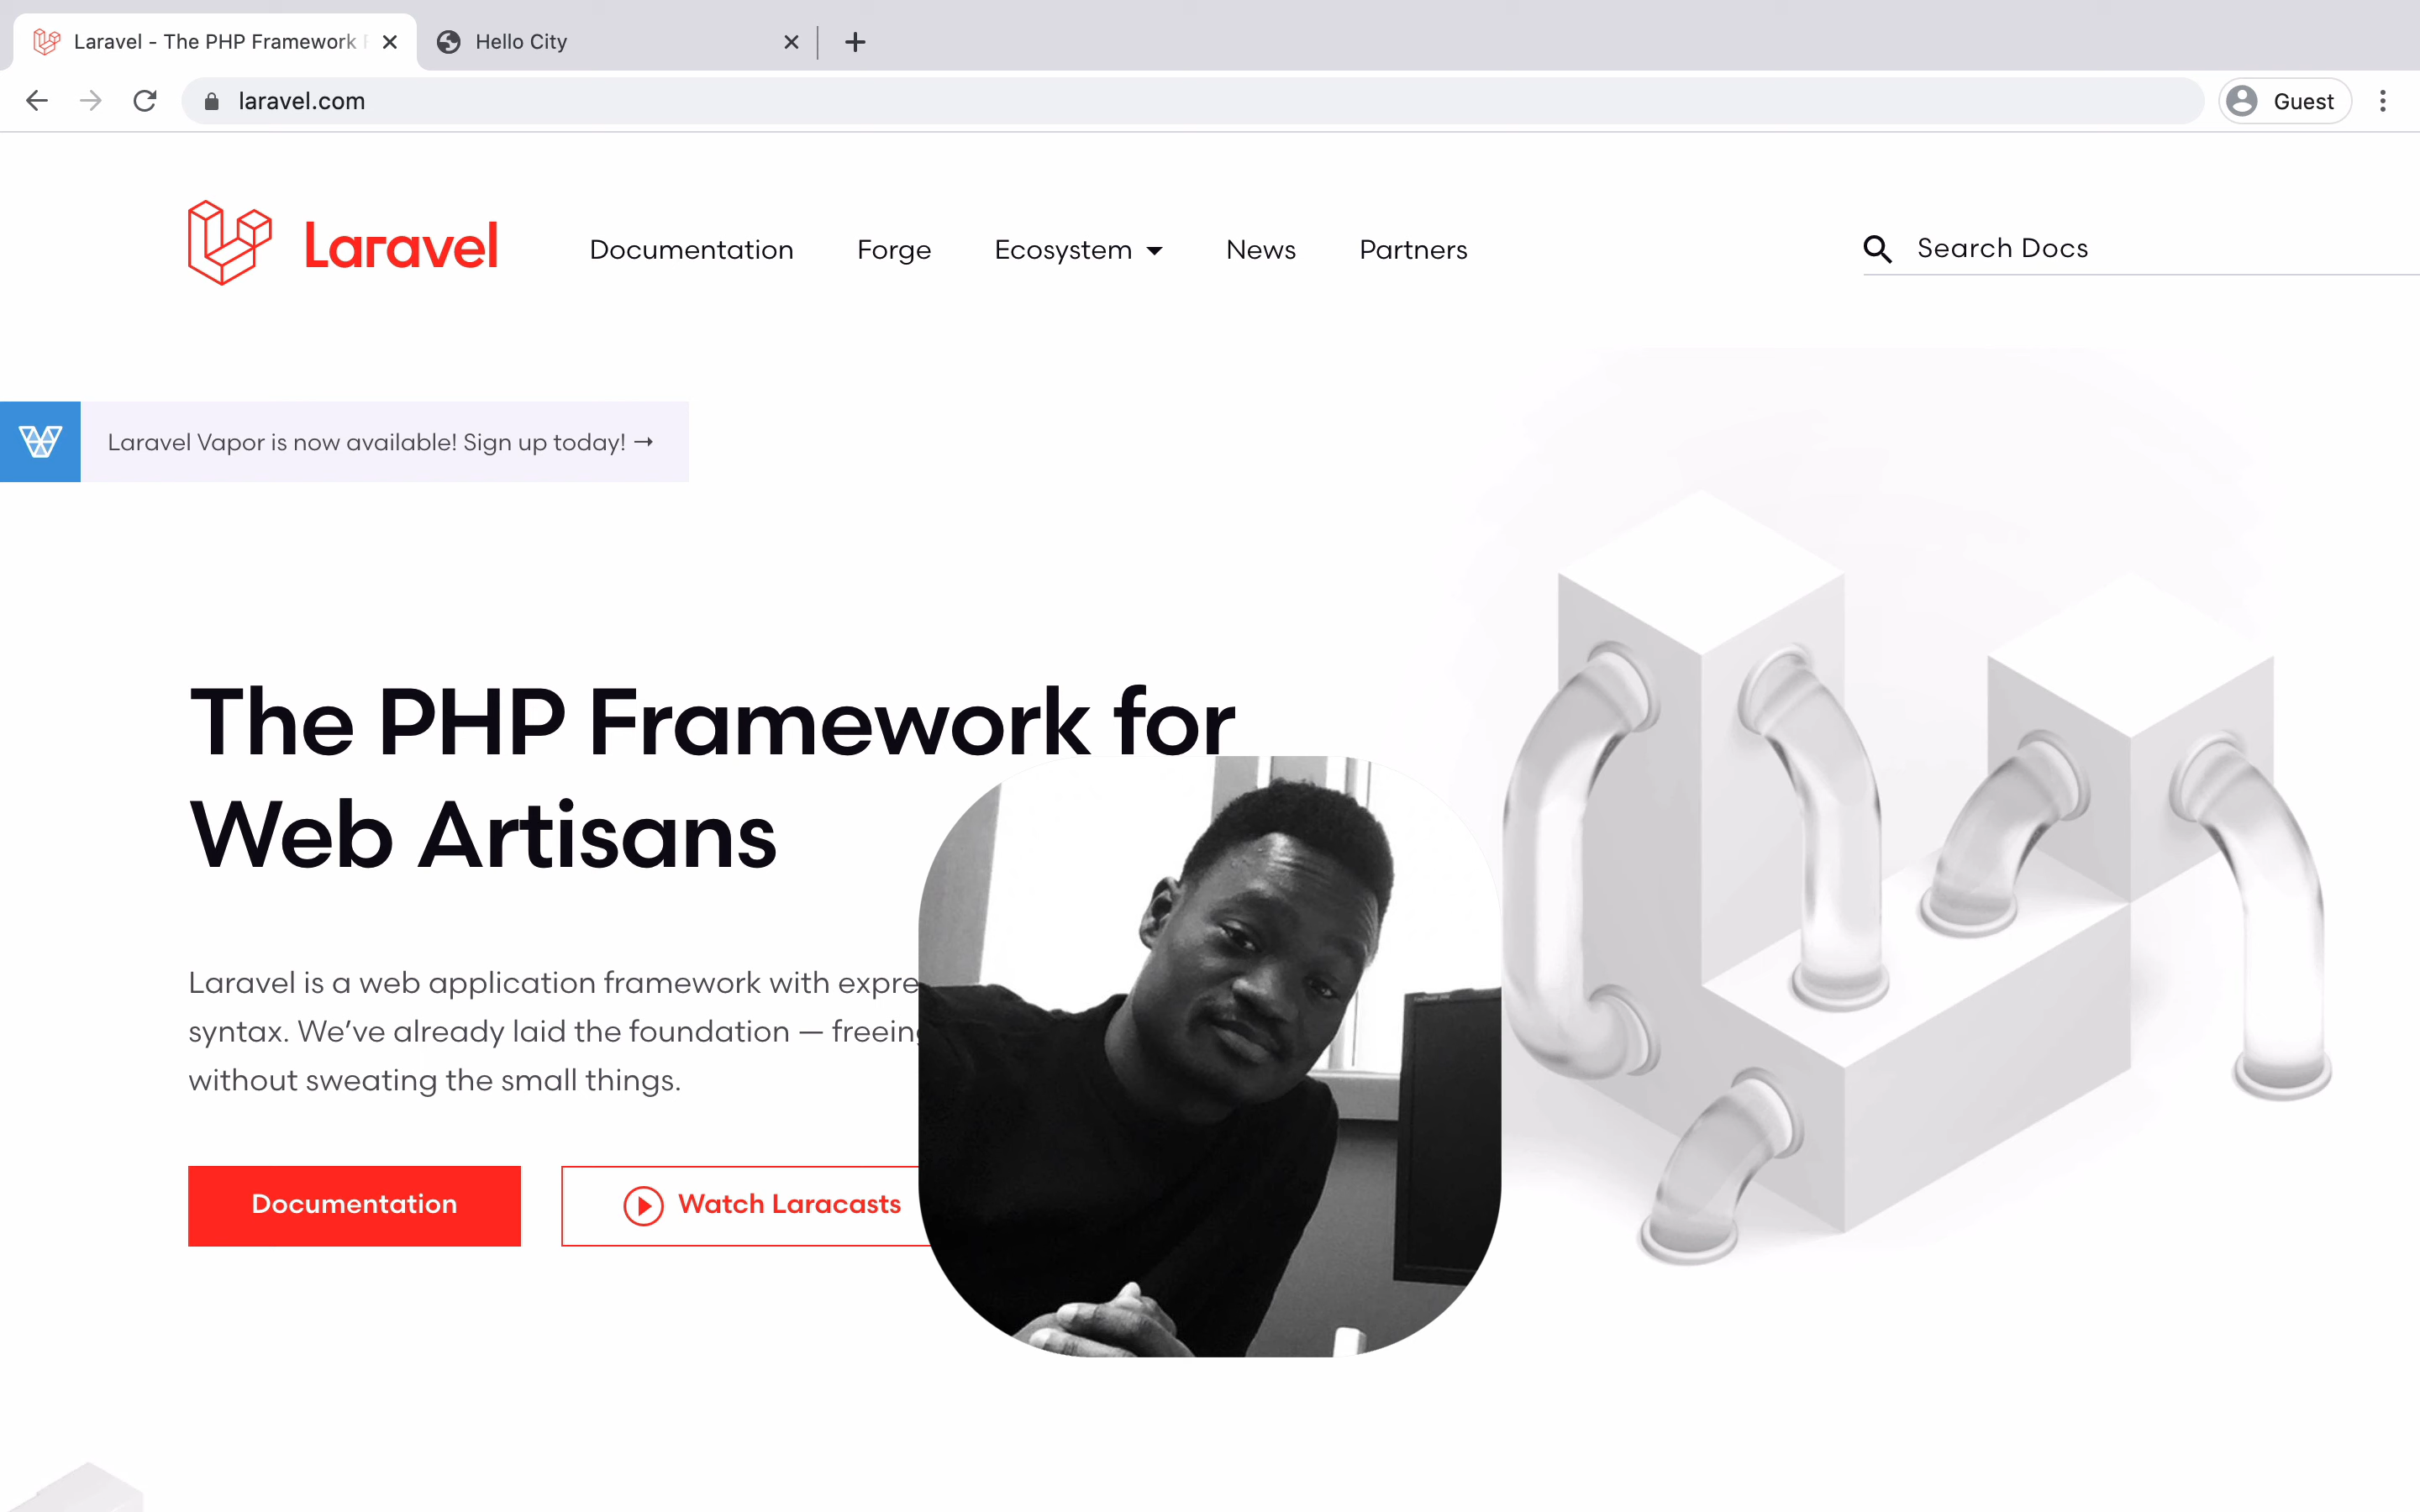 Laravel - The PHP Framework
Hello City
laravel.com
Guest
Laravel
Documentation
Forge
Ecosystem
News
Partners
Search Docs
Laravel Vapor is now available! Sign up today! →
The PHP Framework for
Web Artisans
Laravel is a web application framework with
syntax. We’ve already laid the foundation —
without sweating the small things.
Documentation
Watch Laracasts